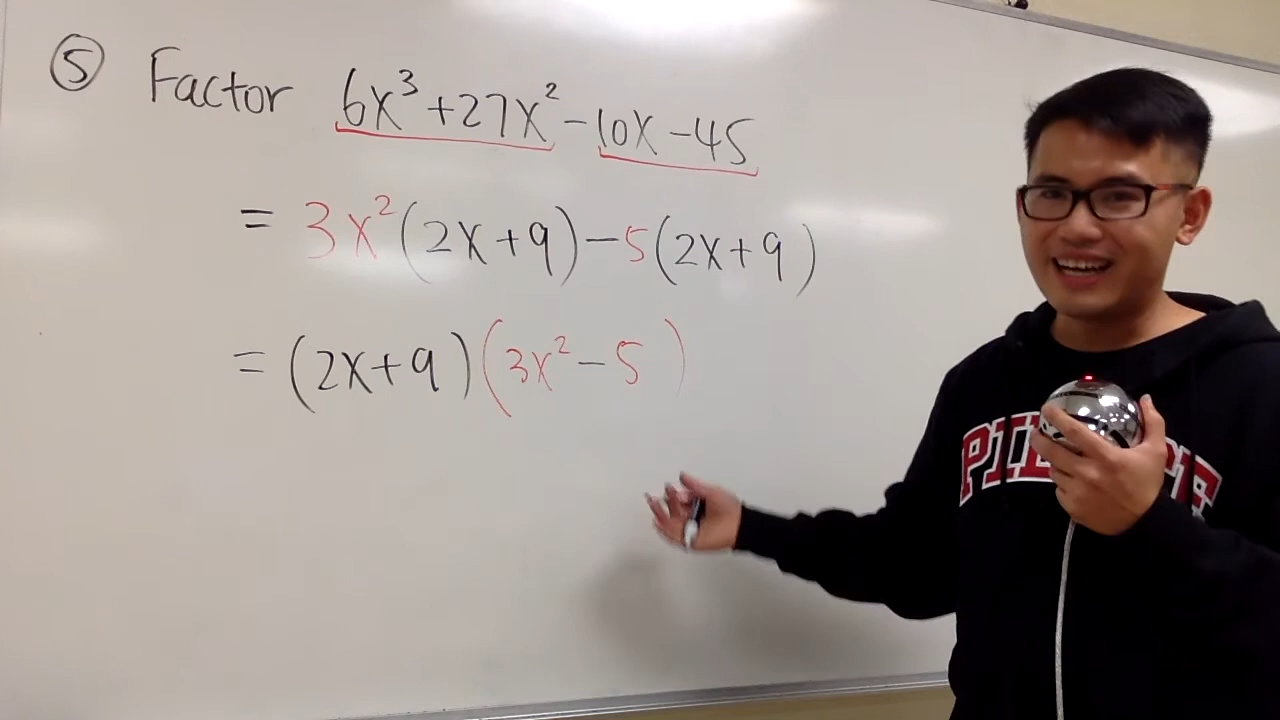 ⑤ Factor 6x³+27x²-10x-45
= 3x²(2x+9)-5(2x+9)
= (2x+9)(3x²-5)